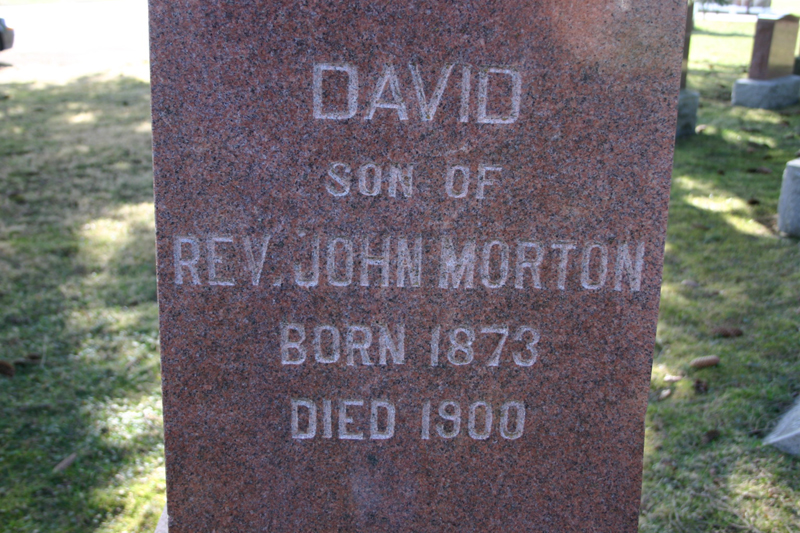 DAVID
SON OF
REV. JOHN MORTON
BORN 1873
DIED 1900